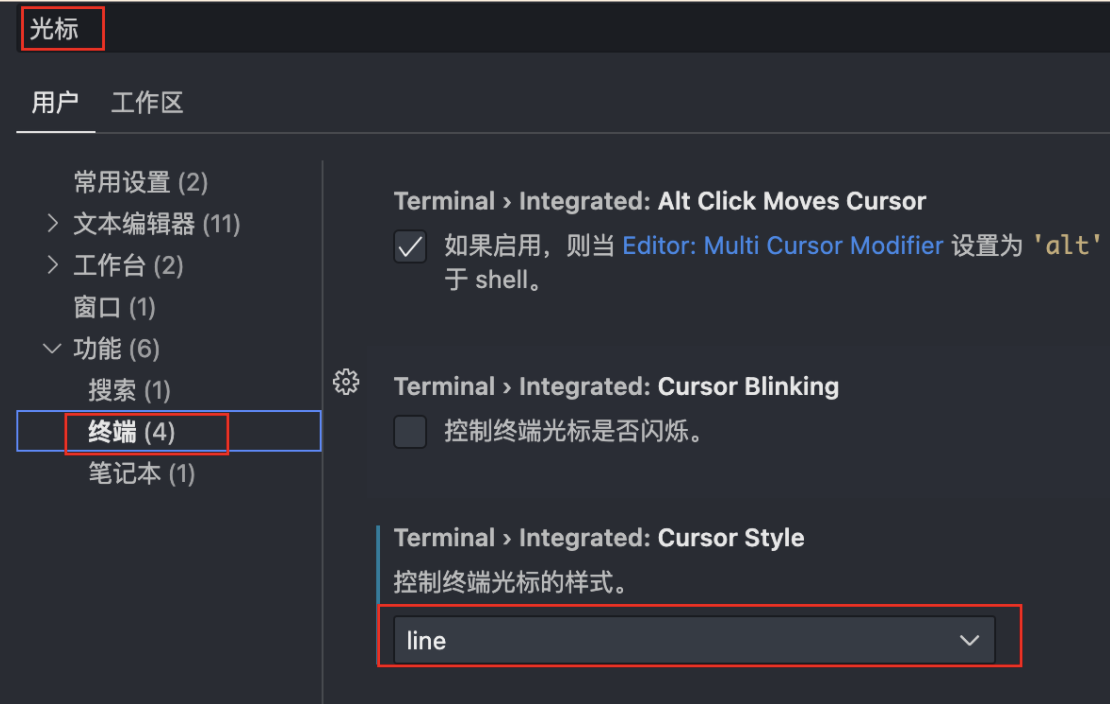 光标
用户 工作区
常用设置 (2)
文本编辑器 (11)
工作台 (2)
窗口 (1)
功能 (6)
搜索 (1)
终端 (4)
笔记本 (1)
Terminal › Integrated: Alt Click Moves Cursor
如果启用，则当 Editor: Multi Cursor Modifier 设置为 'alt'
于 shell。
Terminal › Integrated: Cursor Blinking
控制终端光标是否闪烁。
Terminal › Integrated: Cursor Style
控制终端光标的样式。
line